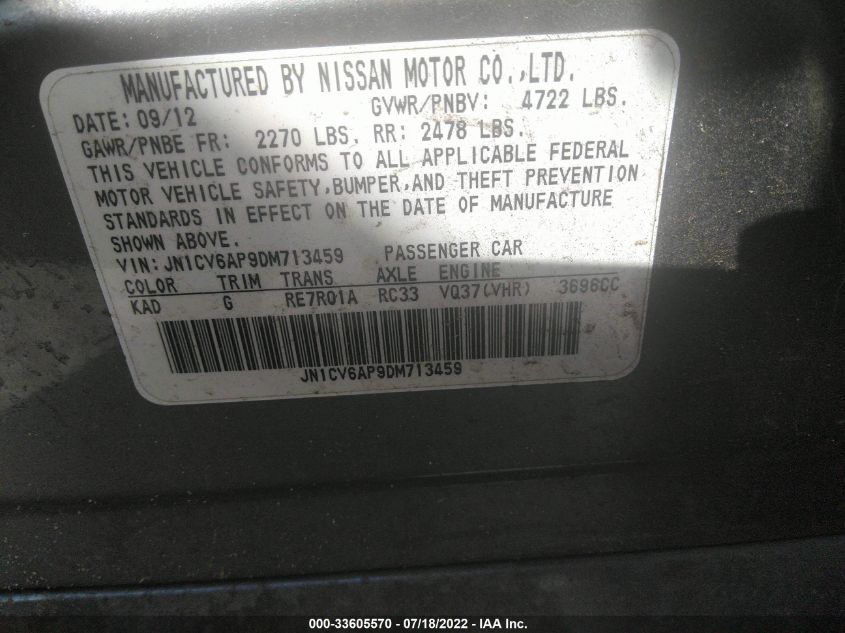 MANUFACTURED BY NISSAN MOTOR CO.,LTD.
DATE: 09/12 GVWR/PNBV: 4722 LBS.
GAWR/PNBE FR: 2270 LBS. RR: 2478 LBS.
THIS VEHICLE CONFORMS TO ALL APPLICABLE FEDERAL
MOTOR VEHICLE SAFETY,BUMPER,AND THEFT PREVENTION
STANDARDS IN EFFECT ON THE DATE OF MANUFACTURE
SHOWN ABOVE.
VIN: JN1CV6AP9DM713459 PASSENGER CAR
COLOR TRIM TRANS AXLE ENGINE
KAD G RE7R01A RC33 VQ37(VHR) 3696CC
JN1CV6AP9DM713459
000-33605570 - 07/18/2022 - IAA Inc.